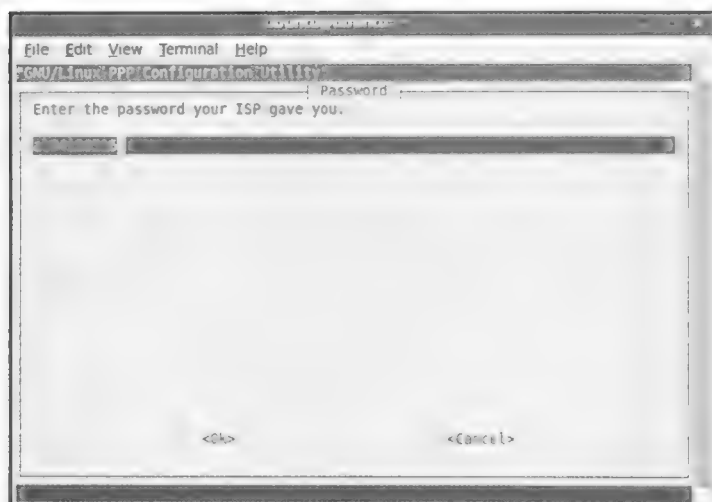 File Edit View Terminal Help
GNU/Linux PPP Configuration Utility
Password
Enter the password your ISP gave you.
<Ok> <Cancel>